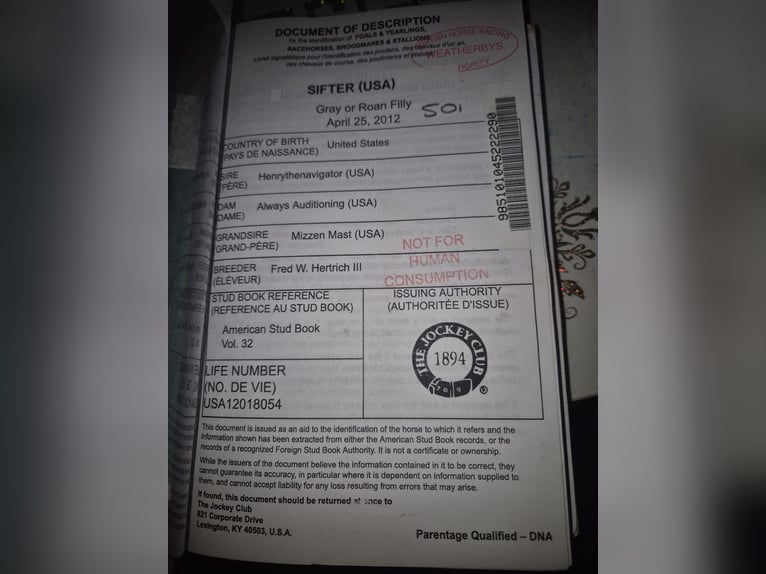 DOCUMENT OF DESCRIPTION
for the identification of FOALS & YEARLINGS,
RACEHORSES, BROODMARES & STALLIONS
Livret signalétique pour l'identification des poulains, des chevaux d'un an,
des chevaux de course, des poulinières et étalons
HORSE RACING
WEATHERBYS
HORITY
SIFTER (USA)
Gray or Roan Filly
501
April 25, 2012
COUNTRY OF BIRTH United States
(PAYS DE NAISSANCE)
985101045222290
SIRE Henrythenavigator (USA)
(PÈRE)
DAM Always Auditioning (USA)
DAME)
GRANDSIRE Mizzen Mast (USA)
GRAND-PÈRE)
NOT FOR
HUMAN
CONSUMPTION
BREEDER Fred W. Hertrich III
(ÉLÉVEUR)
STUD BOOK REFERENCE
(REFERENCE AU STUD BOOK)
American Stud Book
Vol. 32
ISSUING AUTHORITY
(AUTHORITÉE D'ISSUE)
THE JOCKEY CLUB
1894
LIFE NUMBER
(NO. DE VIE)
USA12018054
This document is issued as an aid to the identification of the horse to which it refers and the
information shown has been extracted from either the American Stud Book records, or the
records of a recognized Foreign Stud Book Authority. It is not a certificate or ownership.
While the issuers of the document believe the information contained in it to be correct, they
cannot guarantee its accuracy, in particular where it is dependent on information supplied to
them, and cannot accept liability for any loss resulting from errors that may arise.
If found, this document should be returned at once to
The Jockey Club
821 Corporate Drive
Lexington, KY 40503, U.S.A.
Parentage Qualified – DNA